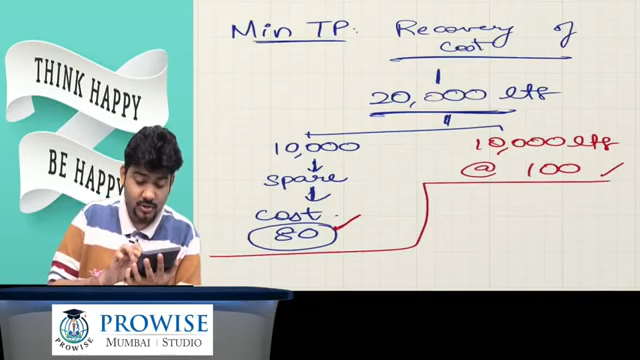 Min TP: Recovery of
cost
20,000 ltr
10,000
spare
cost
80
10,000 ltr
@ 100
THINK HAPPY
BE HAPPY
PROWISE
PROWISE
MUMBAI | STUDIO